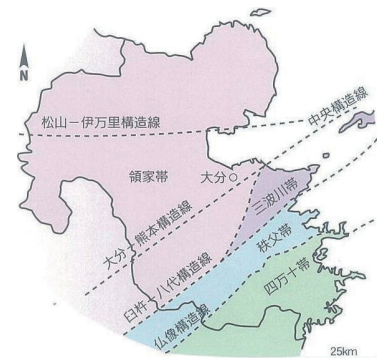 N
中央構造線
松山－伊万里構造線
領家帯
大分
三波川帯
大分－熊本構造線
秩父帯
臼杵－八代構造線
四万十帯
仏像構造線
25km